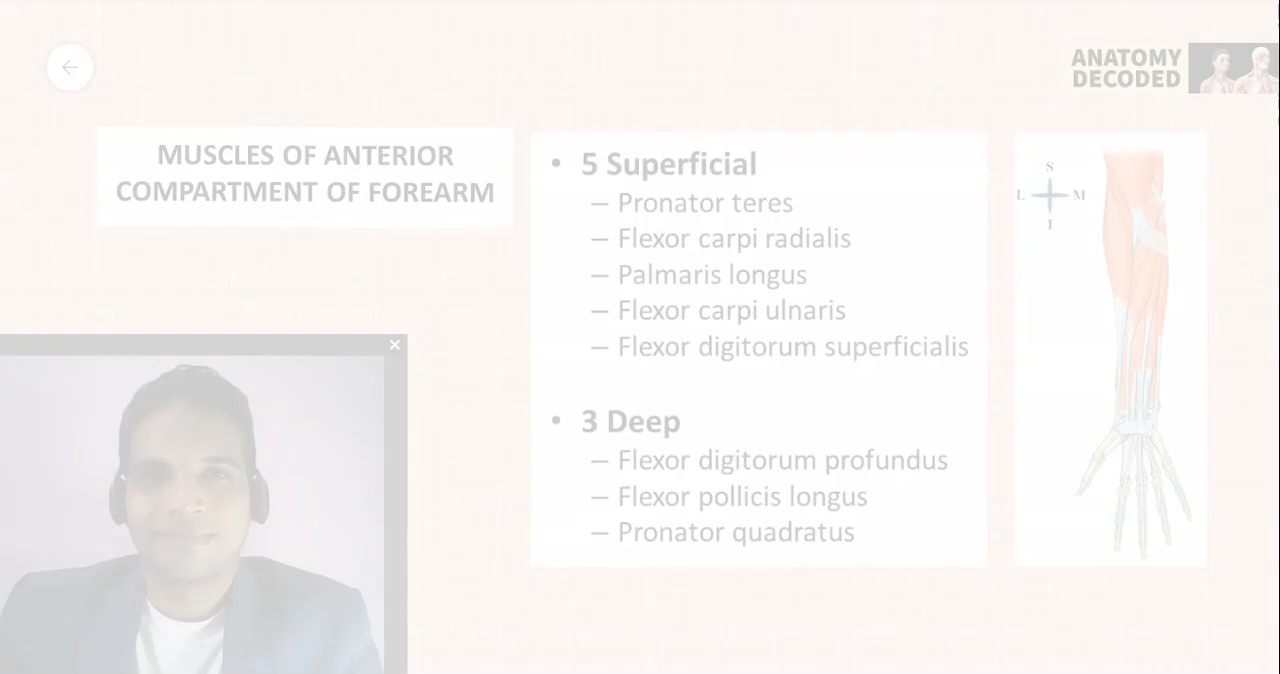 ANATOMY
DECODED
MUSCLES OF ANTERIOR
COMPARTMENT OF FOREARM
• 5 Superficial
– Pronator teres
– Flexor carpi radialis
– Palmaris longus
– Flexor carpi ulnaris
– Flexor digitorum superficialis
• 3 Deep
– Flexor digitorum profundus
– Flexor pollicis longus
– Pronator quadratus
S
L M
I